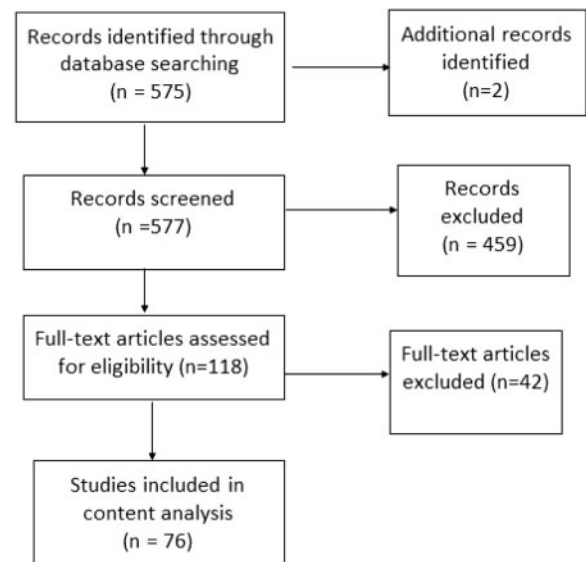 Records identified through
database searching
(n = 575)
Additional records
identified
(n=2)
Records screened
(n =577)
Records
excluded
(n = 459)
Full-text articles assessed
for eligibility (n=118)
Full-text articles
excluded (n=42)
Studies included in
content analysis
(n = 76)